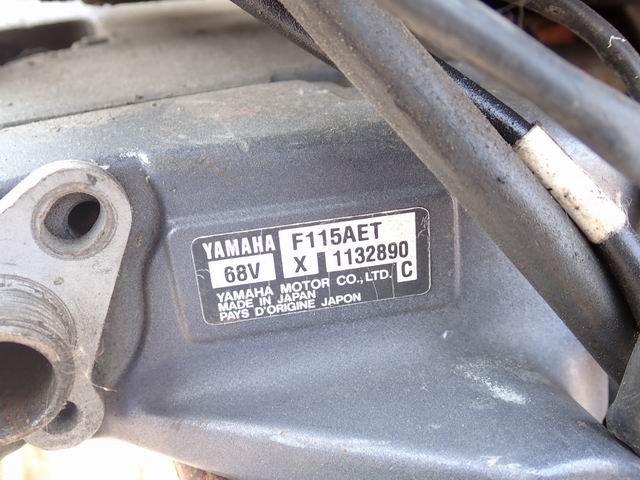 YAMAHA F115AET
68V X 1132890
YAMAHA MOTOR CO.,LTD. C
MADE IN JAPAN
PAYS D'ORIGINE JAPON